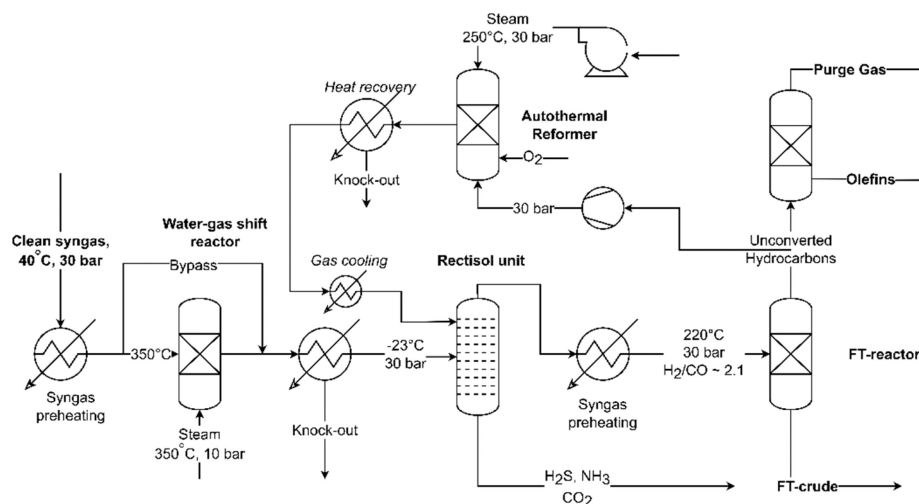 Steam
250°C, 30 bar
Heat recovery
Purge Gas
Autothermal
Reformer
O2
Knock-out
Olefins
30 bar
Clean syngas,
40°C, 30 bar
Water-gas shift
reactor
Bypass
Unconverted
Hydrocarbons
Gas cooling
Rectisol unit
350°C
-23°C
30 bar
220°C
30 bar
H2/CO ~ 2.1
FT-reactor
Syngas
preheating
Knock-out
Syngas
preheating
Steam
350°C, 10 bar
H2S, NH3
CO2
FT-crude